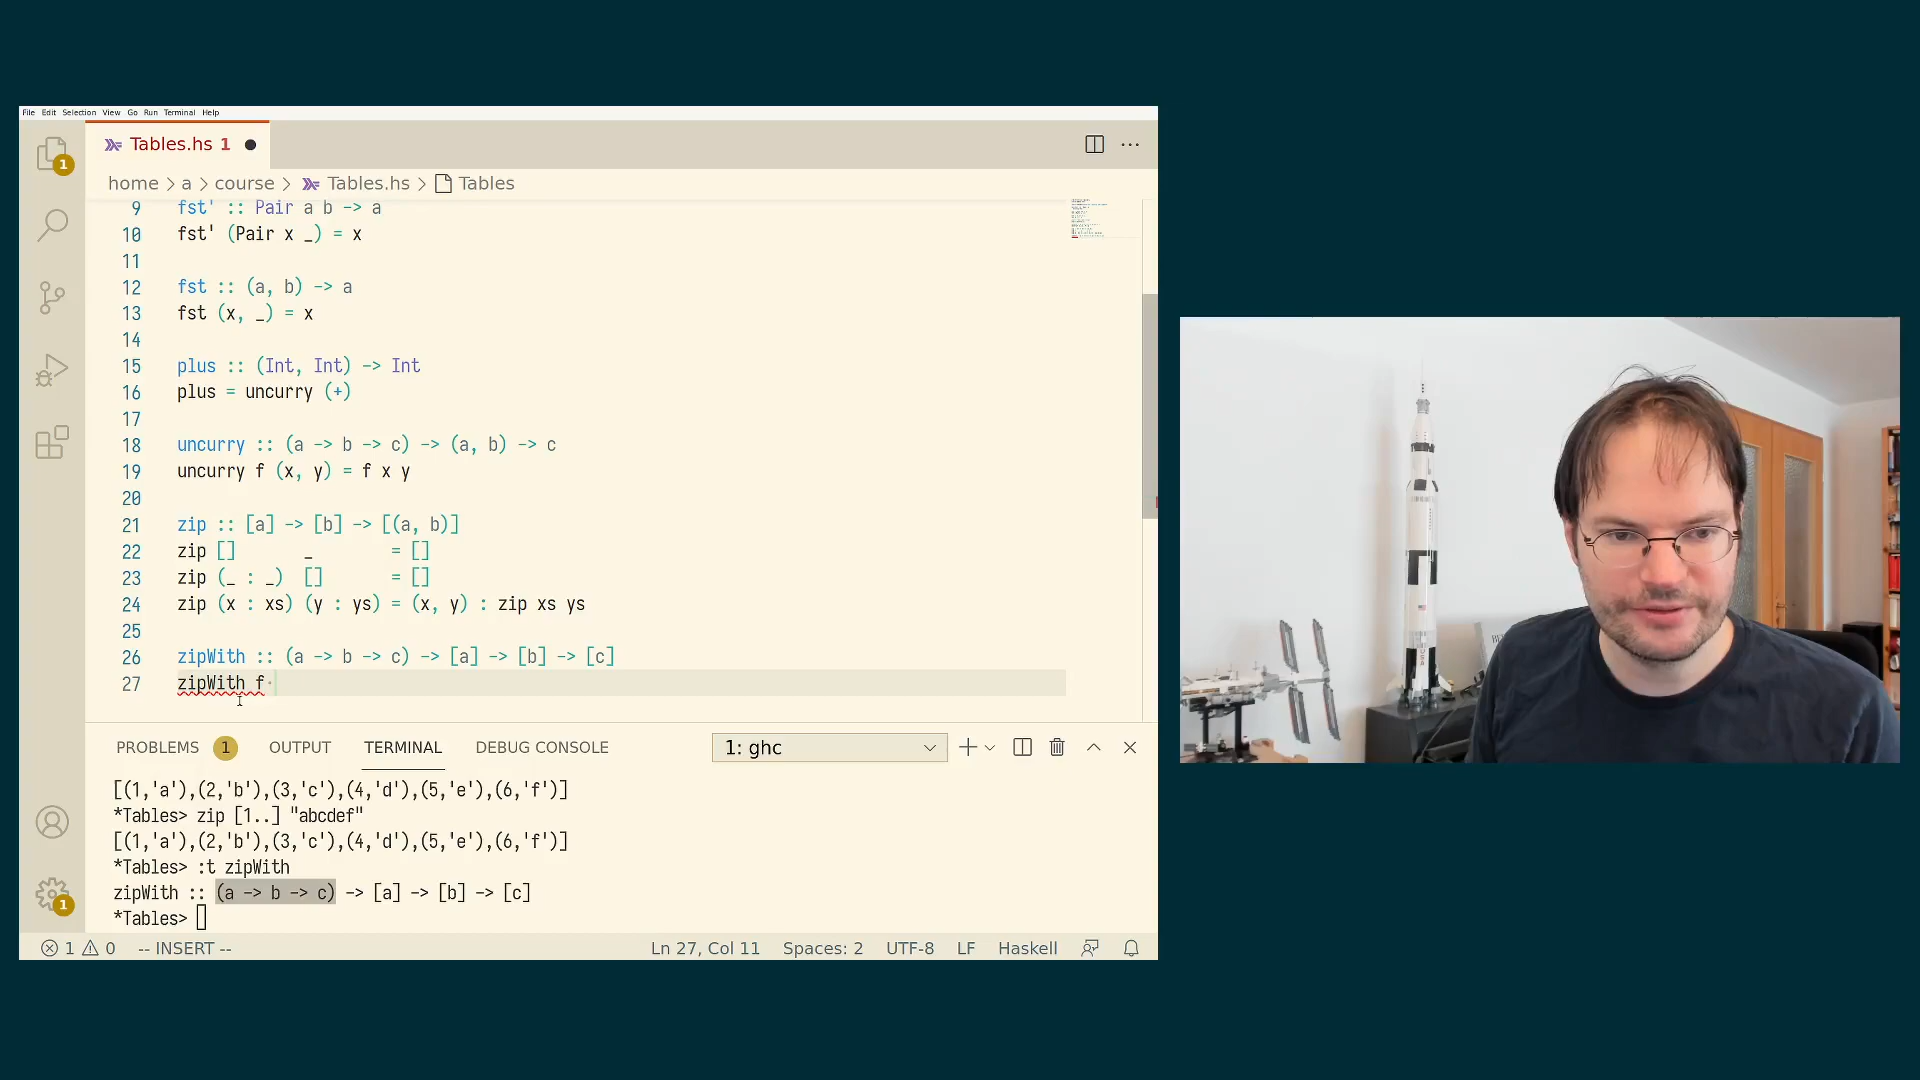 File Edit Selection View Go Run Terminal Help
Tables.hs 1
home > a > course > Tables.hs > Tables
9 fst' :: Pair a b -> a
10 fst' (Pair x _) = x
11
12 fst :: (a, b) -> a
13 fst (x, _) = x
14
15 plus :: (Int, Int) -> Int
16 plus = uncurry (+)
17
18 uncurry :: (a -> b -> c) -> (a, b) -> c
19 uncurry f (x, y) = f x y
20
21 zip :: [a] -> [b] -> [(a, b)]
22 zip []       _        = []
23 zip (_ : _)  []       = []
24 zip (x : xs) (y : ys) = (x, y) : zip xs ys
25
26 zipWith :: (a -> b -> c) -> [a] -> [b] -> [c]
27 zipWith f
PROBLEMS 1 OUTPUT TERMINAL DEBUG CONSOLE 1: ghc
[(1,'a'),(2,'b'),(3,'c'),(4,'d'),(5,'e'),(6,'f')]
*Tables> zip [1..] "abcdef"
[(1,'a'),(2,'b'),(3,'c'),(4,'d'),(5,'e'),(6,'f')]
*Tables> :t zipWith
zipWith :: (a -> b -> c) -> [a] -> [b] -> [c]
*Tables>
1 0 -- INSERT -- Ln 27, Col 11 Spaces: 2 UTF-8 LF Haskell
1
1